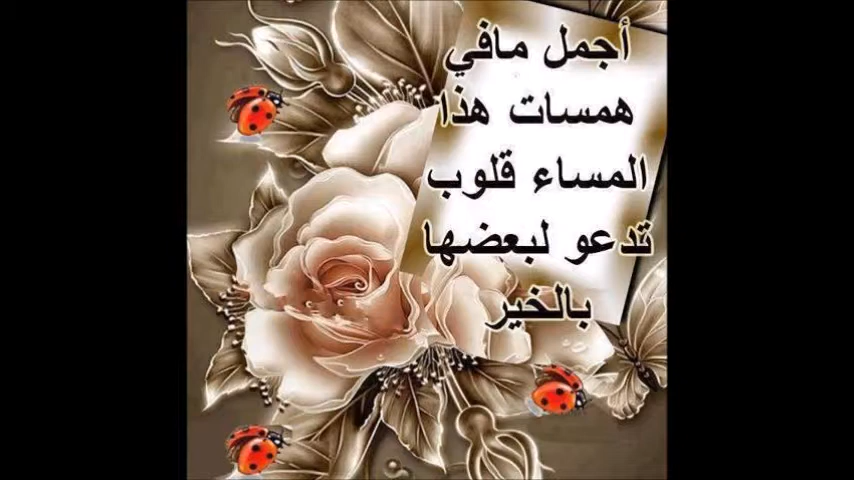 أجمل مافي
همسات هذا
المساء قلوب
تدعو لبعضها
بالخير